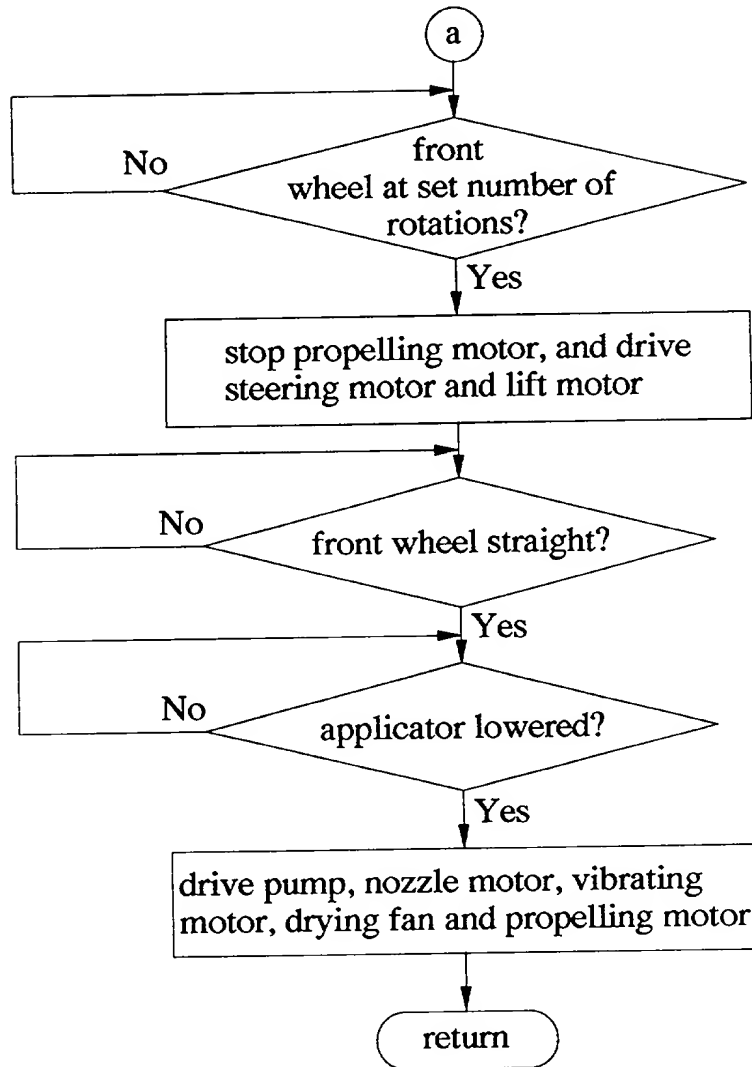 a
front
wheel at set number of
rotations?
No
Yes
stop propelling motor, and drive
steering motor and lift motor
No
front wheel straight?
Yes
No
applicator lowered?
Yes
drive pump, nozzle motor, vibrating
motor, drying fan and propelling motor
return